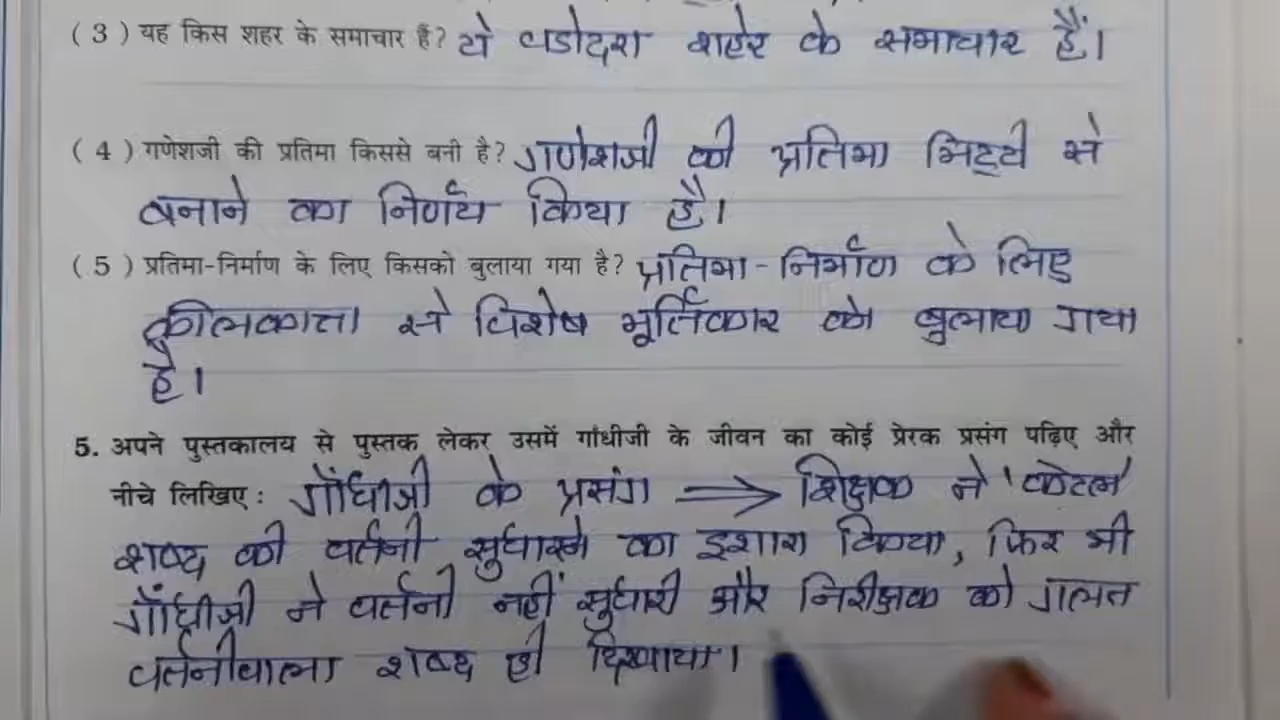 ( 3 ) यह किस शहर के समाचार हैं? ये वडोदरा शहेर के समाचार हैं।
( 4 ) गणेशजी की प्रतिमा किससे बनी है? गणेशजी की प्रतिमा मिट्टी से
बनाने का निर्णय किया है।
( 5 ) प्रतिमा-निर्माण के लिए किसको बुलाया गया है? प्रतिमा-निर्माण के लिए
कोलकाता से विशेष मूर्तिकार को बुलाया गया
है।
5. अपने पुस्तकालय से पुस्तक लेकर उसमें गांधीजी के जीवन का कोई प्रेरक प्रसंग पढ़िए और
नीचे लिखिए : गाँधीजी के प्रसंग ⟹ शिक्षक ने 'केटल'
शब्द की वर्तनी सुधारने का इशारा किया, फिर भी
गाँधीजी ने वर्तनी नहीं सुधारी और निरीक्षक को गलत
वर्तनीवाला शब्द ही दिखाया।